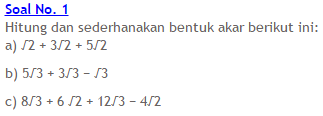 Soal No. 1
Hitung dan sederhanakan bentuk akar berikut ini:
a) √2 + 3√2 + 5√2
b) 5√3 + 3√3 − √3
c) 8√3 + 6 √2 + 12√3 − 4√2